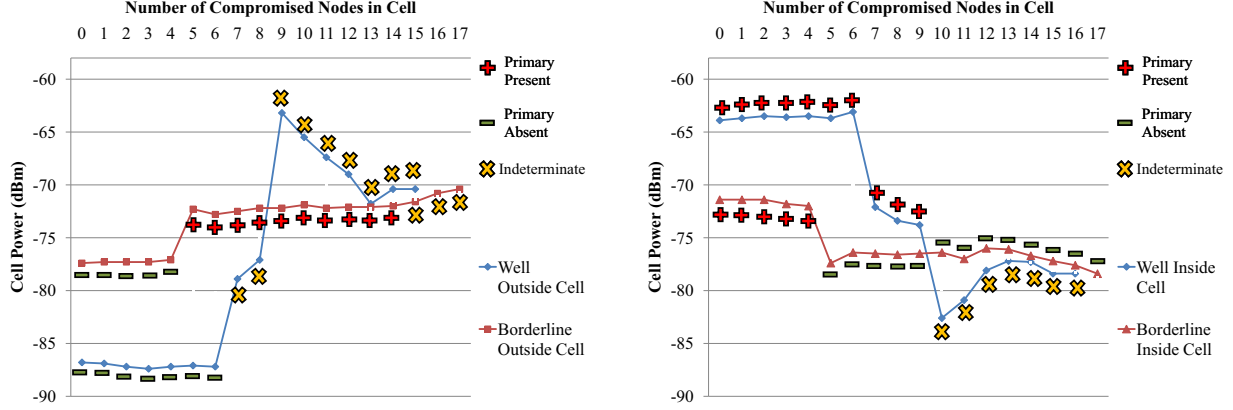 Number of Compromised Nodes in Cell
0 1 2 3 4 5 6 7 8 9 10 11 12 13 14 15 16 17
-60
-65
-70
-75
-80
-85
-90
Cell Power (dBm)
Primary
Present
Primary
Absent
Indeterminate
Well
Outside Cell
Borderline
Outside Cell
Number of Compromised Nodes in Cell
0 1 2 3 4 5 6 7 8 9 10 11 12 13 14 15 16 17
-60
-65
-70
-75
-80
-85
-90
Cell Power (dBm)
Primary
Present
Primary
Absent
Indeterminate
Well Inside
Cell
Borderline
Inside Cell